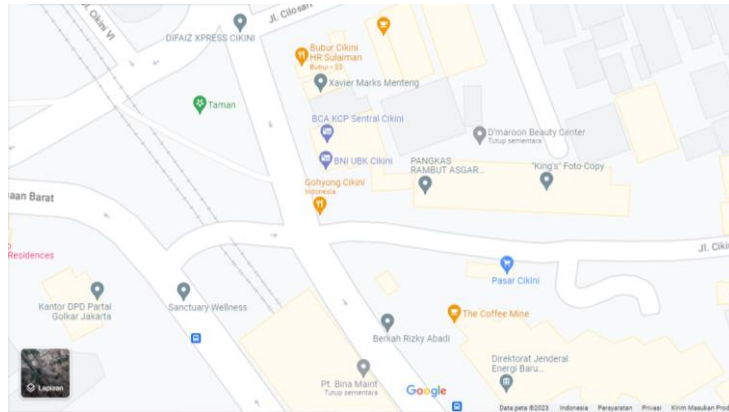 Jl. Cilosari
Jl. Cikini VI
DIFAIZ XPRESS CIKINI
Bubur Cikini
HR Sulaiman
Bubur • $$
Xavier Marks Menteng
Taman
BCA KCP Sentral Cikini
D'maroon Beauty Center
Tutup sementara
BNI UBK Cikini
PANGKAS
RAMBUT ASGAR...
"King's" Foto Copy
Gohyong Cikini
Indonesia
saan Barat
Jl. Ciki
Residences
Pasar Cikini
Kantor DPD Partai
Golkar Jakarta
Sanctuary Wellness
The Coffee Mine
Berkah Rizky Abadi
Direktorat Jenderal
Energi Baru...
Pt. Bina Maint
Tutup sementara
Lapisan
Google
Data peta ©2023 Indonesia Persyaratan Privasi Kirim Masukan Prod